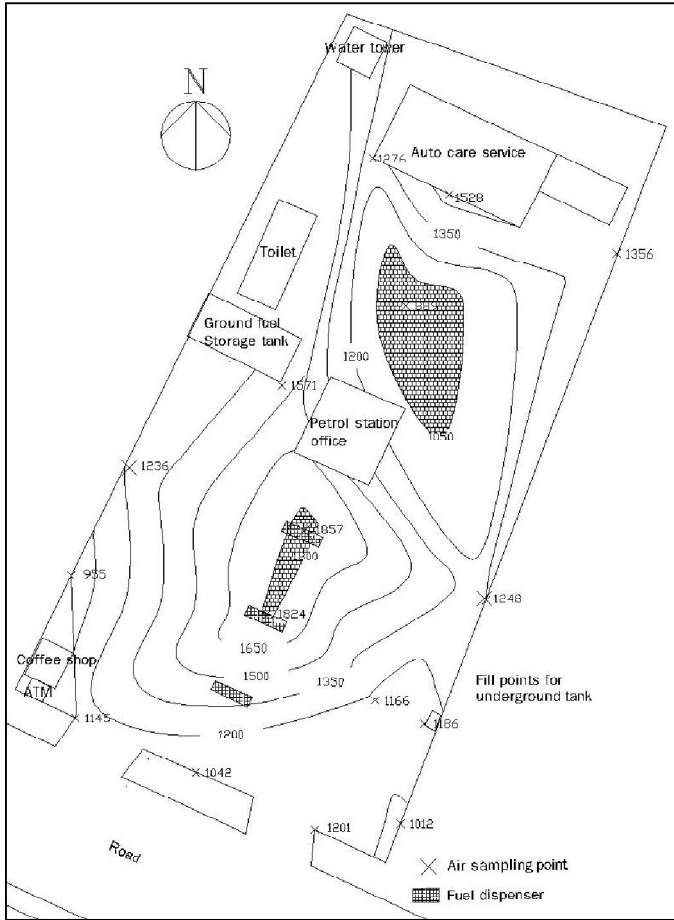 Water tower
N
Auto care service
1276
1528
1350
1356
Toilet
889
Ground fuel
Storage tank
1200
1571
Petrol station
office
1050
1236
1857
1800
955
1824
1248
1650
Coffee shop
1500
1350
Fill points for
underground tank
ATM
1166
1145
1186
1200
1042
1201
1012
Road
Air sampling point
Fuel dispenser